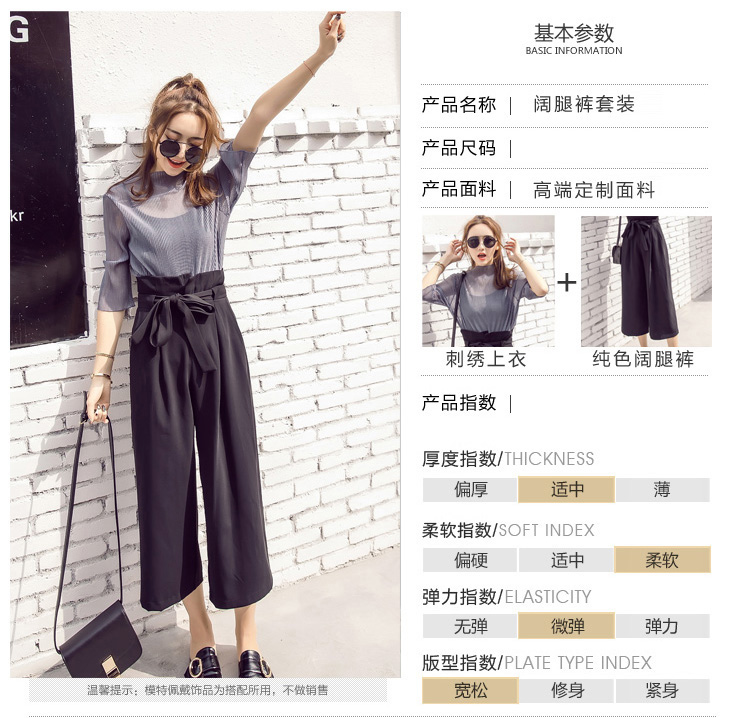 G
kr
基本参数
BASIC INFORMATION
产品名称 | 阔腿裤套装
产品尺码 |
产品面料 | 高端定制面料
+
刺绣上衣 纯色阔腿裤
产品指数 |
厚度指数/THICKNESS
偏厚 适中 薄
柔软指数/SOFT INDEX
偏硬 适中 柔软
弹力指数/ELASTICITY
无弹 微弹 弹力
版型指数/PLATE TYPE INDEX
宽松 修身 紧身
温馨提示：模特佩戴饰品为搭配所用，不做销售